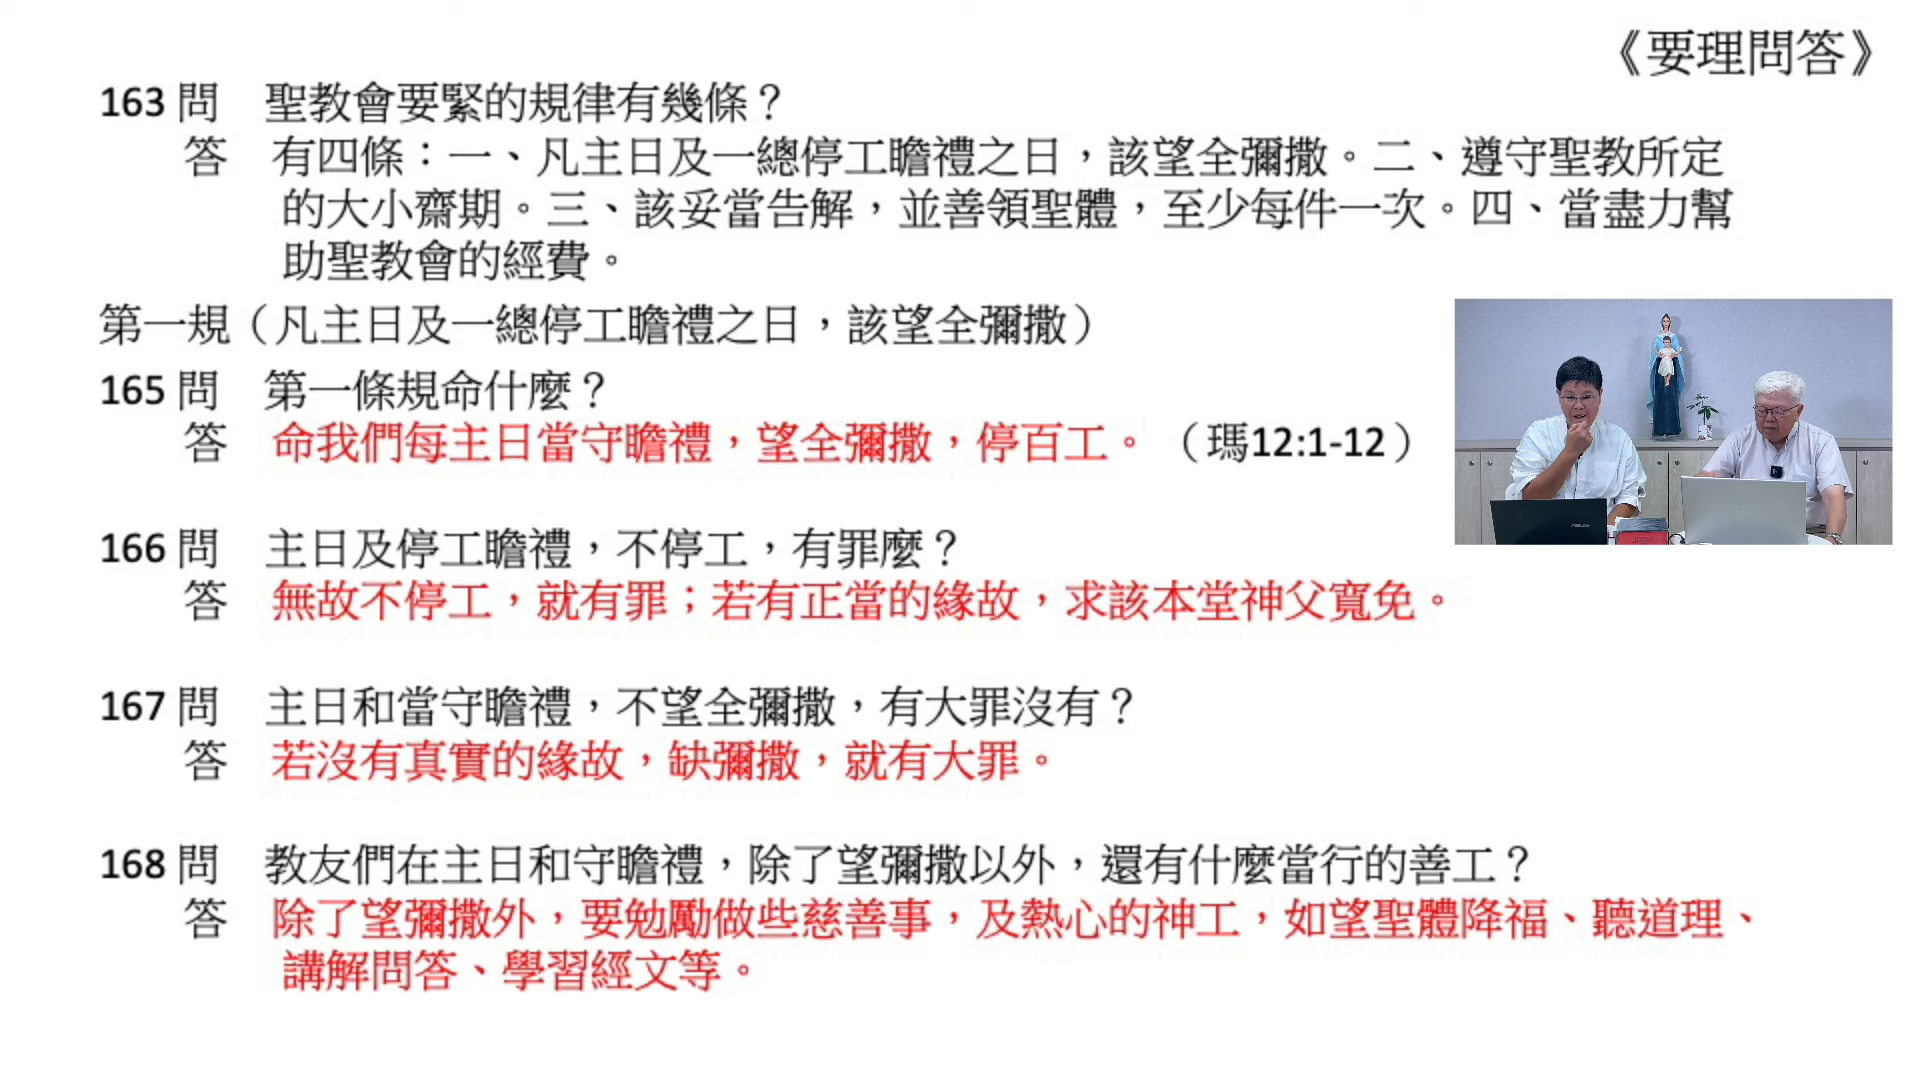 《要理問答》
163 問 聖教會要緊的規律有幾條？
答 有四條：一、凡主日及一總停工瞻禮之日，該望全彌撒。二、遵守聖教所定
的大小齋期。三、該妥當告解，並善領聖體，至少每件一次。四、當盡力幫
助聖教會的經費。
第一規（凡主日及一總停工瞻禮之日，該望全彌撒）
165 問 第一條規命什麼？
答 命我們每主日當守瞻禮，望全彌撒，停百工。（瑪12:1-12）
166 問 主日及停工瞻禮，不停工，有罪麼？
答 無故不停工，就有罪；若有正當的緣故，求該本堂神父寬免。
167 問 主日和當守瞻禮，不望全彌撒，有大罪沒有？
答 若沒有真實的緣故，缺彌撒，就有大罪。
168 問 教友們在主日和守瞻禮，除了望彌撒以外，還有什麼當行的善工？
答 除了望彌撒外，要勉勵做些慈善事，及熱心的神工，如望聖體降福、聽道理、
講解問答、學習經文等。